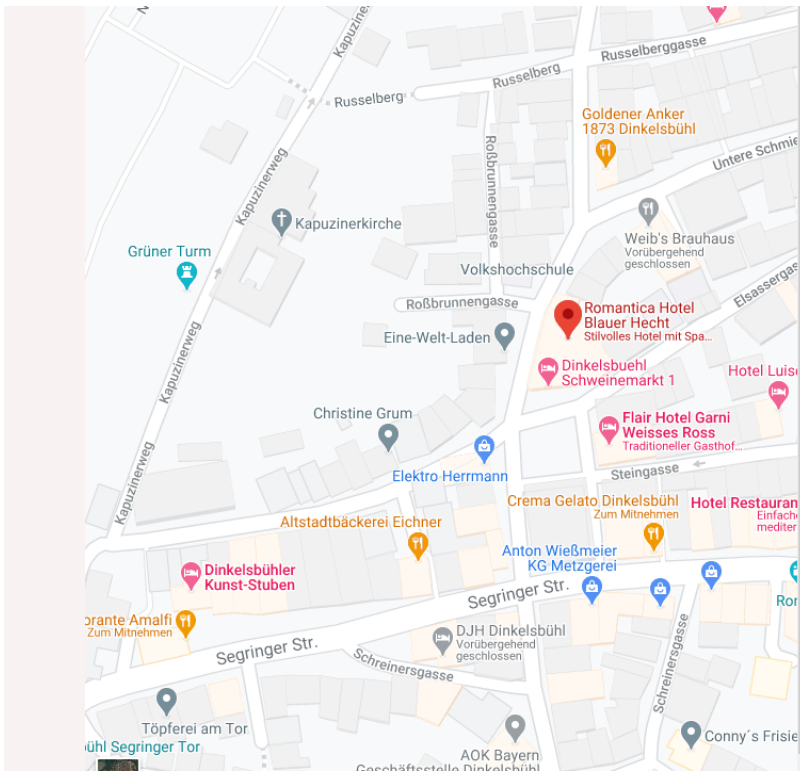 Kapuzinerweg
Russelberggasse
Russelberg
Russelberg
Goldener Anker
1873 Dinkelsbühl
Roßbrunnengasse
Untere Schmie
Kapuzinerweg
Kapuzinerkirche
Weib's Brauhaus
Vorübergehend
geschlossen
Grüner Turm
Volkshochschule
Elsassergas
Roßbrunnengasse
Romantica Hotel
Blauer Hecht
Stilvolles Hotel mit Spa...
Eine-Welt-Laden
Kapuzinerweg
Dinkelsbuehl
Schweinemarkt 1
Hotel Luis
Christine Grum
Flair Hotel Garni
Weisses Ross
Traditioneller Gasthof...
Kapuzinerweg
Elektro Herrmann
Steingasse
Crema Gelato Dinkelsbühl
Zum Mitnehmen
Hotel Restauran
Einfach
mediter
Altstadtbäckerei Eichner
Anton Wießmeier
KG Metzgerei
Dinkelsbühler
Kunst-Stuben
Segringer Str.
orante Amalfi
Zum Mitnehmen
DJH Dinkelsbühl
Vorübergehend
geschlossen
Segringer Str.
Schreinersgasse
Schreinersgasse
Töpferei am Tor
ühl Segringer Tor
Conny´s Frisie
AOK Bayern
Geschäftsstelle Dinkelsbühl